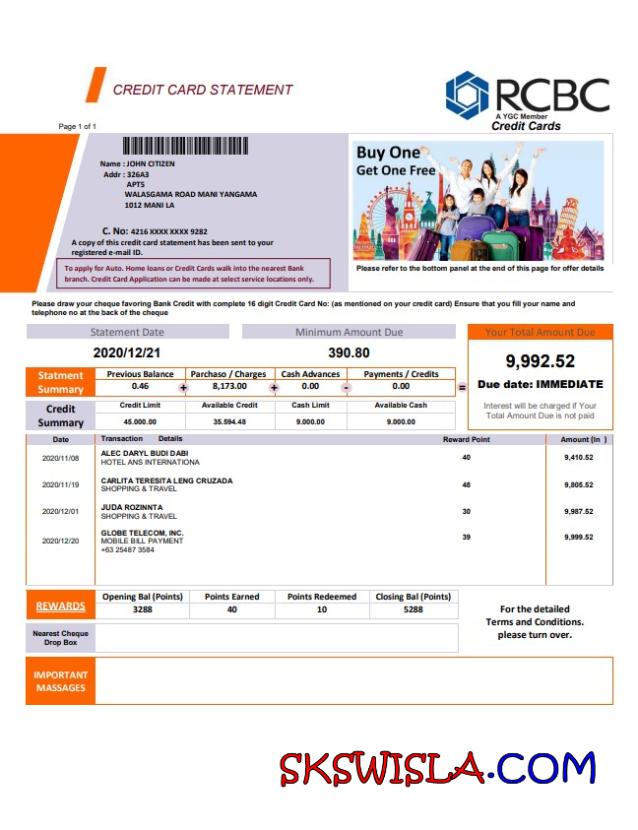 CREDIT CARD STATEMENT
RCBC
A YGC Member
Credit Cards
Page 1 of 1
Name : JOHN CITIZEN
Addr : 326A3
APTS
WALASGAMA ROAD MANI YANGAMA
1012 MANI LA
C. No: 4216 XXXX XXXX 9282
A copy of this credit card statement has been sent to your
registered e-mail ID.
To apply for Auto. Home loans or Credit Cards walk into the nearest Bank
branch. Credit Card Application can be made at select service locations only.
Buy One
Get One Free
Please refer to the bottom panel at the end of this page for offer details
Please draw your cheque favoring Bank Credit with complete 16 digit Credit Card No: (as mentioned on your credit card) Ensure that you fill your name and
telephone no at the back of the cheque
Statement Date Minimum Amount Due Your Total Amount Due
2020/12/21 390.80 9,992.52
Due date: IMMEDIATE
Interest will be charged if Your
Total Amount Due is not paid
Statment
Summary
Previous Balance Parchaso / Charges Cash Advances Payments / Credits
0.46 + 8,173.00 + 0.00 - 0.00 =
Credit
Summary
Credit Limit Available Credit Cash Limit Available Cash
45.000.00 35.594.48 9.000.00 9.000.00
Date Transaction Details Reward Point Amount (In )
2020/11/08 ALEC DARYL BUDI DABI 40 9,410.52
HOTEL ANS INTERNATIONA
2020/11/19 CARLITA TERESITA LENG CRUZADA 48 9,805.52
SHOPPING & TRAVEL
2020/12/01 JUDA ROZINNTA 30 9,987.52
SHOPPING & TRAVEL
2020/12/20 GLOBE TELECOM, INC. 39 9,999.52
MOBILE BILL PAYMENT
+63 25487 3584
REWARDS
Opening Bal (Points) Points Earned Points Redeemed Closing Bal (Points)
3288 40 10 5288
For the detailed
Terms and Conditions.
please turn over.
Nearest Cheque
Drop Box
IMPORTANT
MASSAGES
SKSWISLA.COM